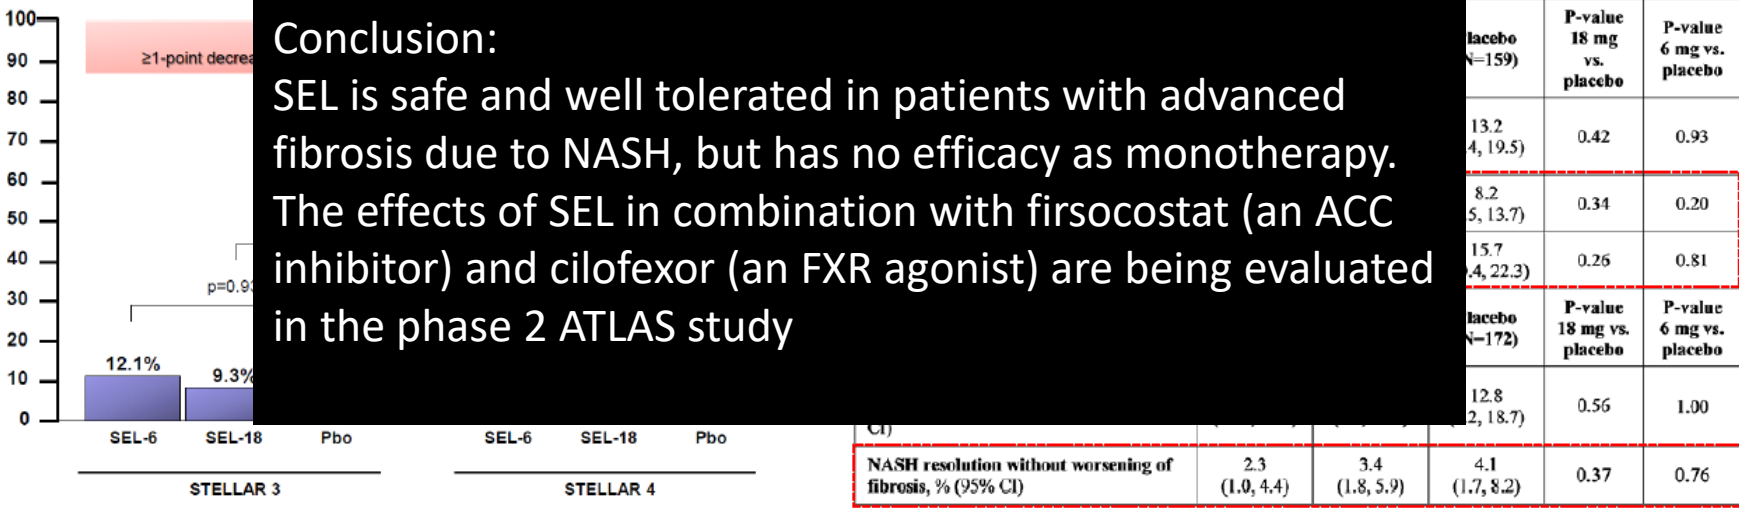 100
90
80
70
60
50
40
30
20
10
0
≥1-point
p=0.93
12.1%
9.3%
SEL-6 SEL-18 Pbo
STELLAR 3
SEL-6 SEL-18 Pbo
STELLAR 4
Conclusion:
SEL is safe and well tolerated in patients with advanced
fibrosis due to NASH, but has no efficacy as monotherapy.
The effects of SEL in combination with firsocostat (an ACC
inhibitor) and cilofexor (an FXR agonist) are being evaluated
in the phase 2 ATLAS study
lacebo
N=159)
P-value
18 mg
vs.
placebo
P-value
6 mg vs.
placebo
13.2
4, 19.5)
0.42
0.93
8.2
5, 13.7)
0.34
0.20
15.7
.4, 22.3)
0.26
0.81
lacebo
N=172)
P-value
18 mg vs.
placebo
P-value
6 mg vs.
placebo
12.8
2, 18.7)
0.56
1.00
CI)
NASH resolution without worsening of
fibrosis, % (95% CI)
2.3
(1.0, 4.4)
3.4
(1.8, 5.9)
4.1
(1.7, 8.2)
0.37
0.76